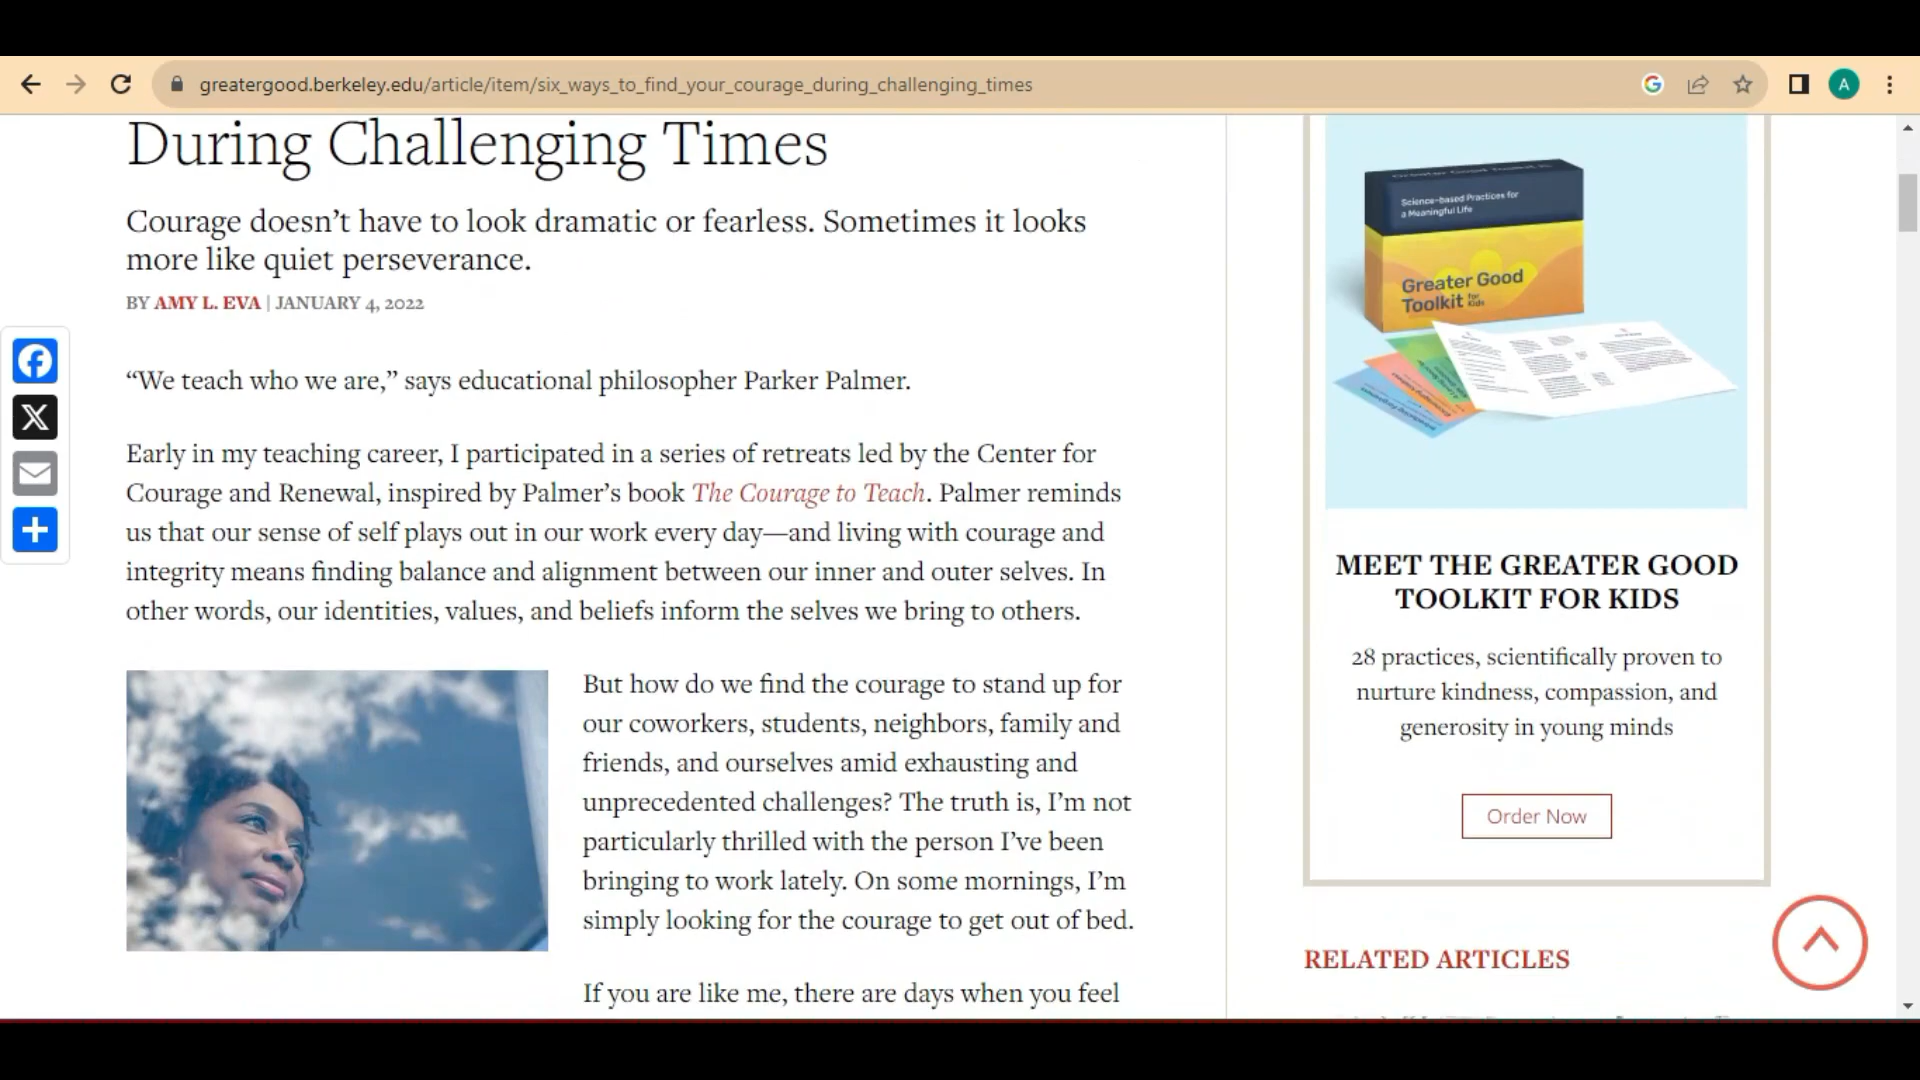 greatergood.berkeley.edu/article/item/six_ways_to_find_your_courage_during_challenging_times
A
During Challenging Times
Courage doesn’t have to look dramatic or fearless. Sometimes it looks
more like quiet perseverance.
BY AMY L. EVA | JANUARY 4, 2022
“We teach who we are,” says educational philosopher Parker Palmer.
Early in my teaching career, I participated in a series of retreats led by the Center for
Courage and Renewal, inspired by Palmer’s book The Courage to Teach. Palmer reminds
us that our sense of self plays out in our work every day—and living with courage and
integrity means finding balance and alignment between our inner and outer selves. In
other words, our identities, values, and beliefs inform the selves we bring to others.
But how do we find the courage to stand up for
our coworkers, students, neighbors, family and
friends, and ourselves amid exhausting and
unprecedented challenges? The truth is, I’m not
particularly thrilled with the person I’ve been
bringing to work lately. On some mornings, I’m
simply looking for the courage to get out of bed.
If you are like me, there are days when you feel
Science-based Practices for
a Meaningful Life
Greater Good
Toolkit for Kids
MEET THE GREATER GOOD
TOOLKIT FOR KIDS
28 practices, scientifically proven to
nurture kindness, compassion, and
generosity in young minds
Order Now
RELATED ARTICLES